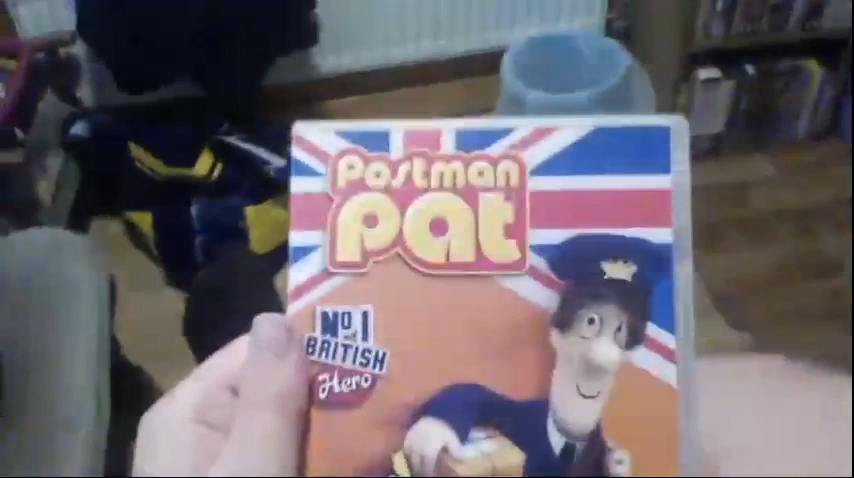 Postman
pat
No.1
BRITISH
Hero